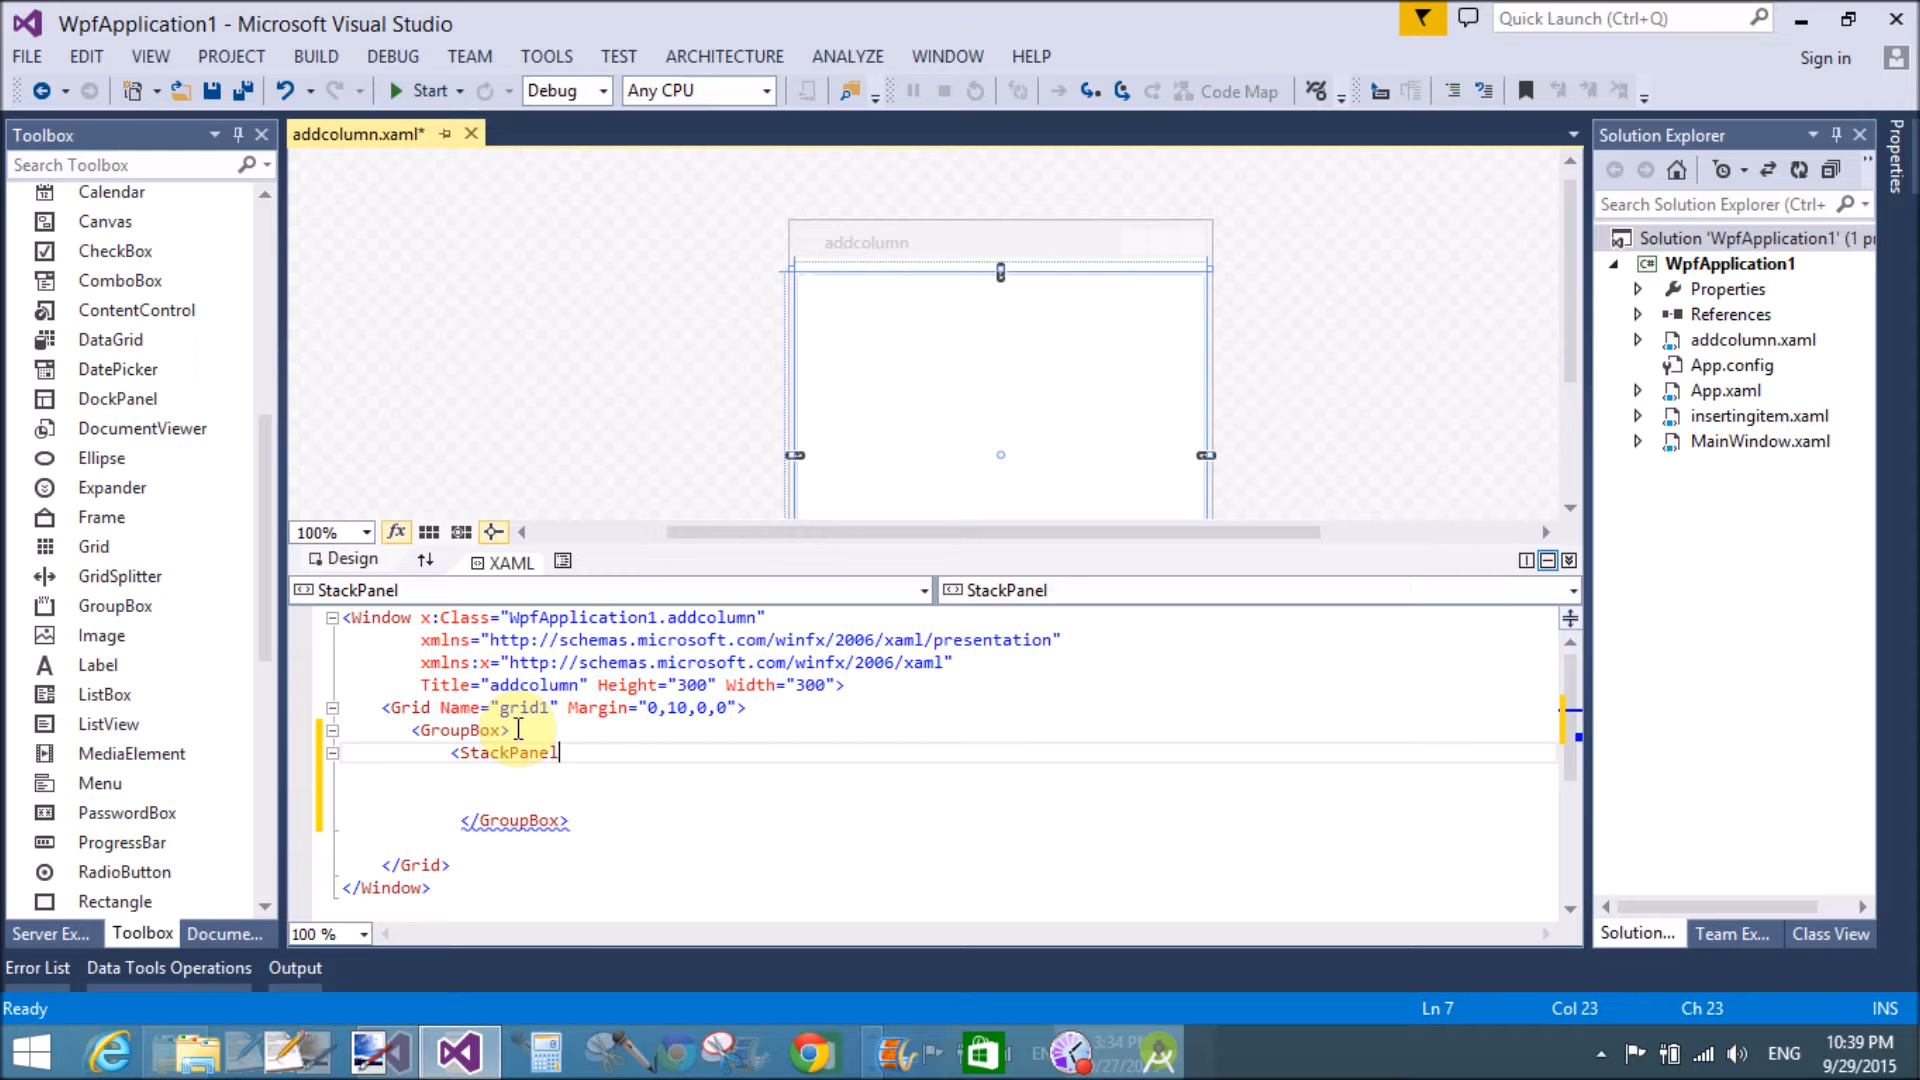 WpfApplication1 - Microsoft Visual Studio
Quick Launch (Ctrl+Q)
FILE EDIT VIEW PROJECT BUILD DEBUG TEAM TOOLS TEST ARCHITECTURE ANALYZE WINDOW HELP
Sign in
Start Debug Any CPU Code Map
Toolbox
Search Toolbox
Calendar
Canvas
CheckBox
ComboBox
ContentControl
DataGrid
DatePicker
DockPanel
DocumentViewer
Ellipse
Expander
Frame
Grid
GridSplitter
GroupBox
Image
Label
ListBox
ListView
MediaElement
Menu
PasswordBox
ProgressBar
RadioButton
Rectangle
Server Ex... Toolbox Docume...
addcolumn.xaml*
addcolumn
100% fx
Design XAML
StackPanel StackPanel
<Window x:Class="WpfApplication1.addcolumn"
xmlns="http://schemas.microsoft.com/winfx/2006/xaml/presentation"
xmlns:x="http://schemas.microsoft.com/winfx/2006/xaml"
Title="addcolumn" Height="300" Width="300">
<Grid Name="grid1" Margin="0,10,0,0">
<GroupBox>
<StackPanel
</GroupBox>
</Grid>
</Window>
100 %
Solution Explorer
Search Solution Explorer (Ctrl+
Solution 'WpfApplication1' (1 pr
C# WpfApplication1
Properties
References
addcolumn.xaml
App.config
App.xaml
insertingitem.xaml
MainWindow.xaml
Solution... Team Ex... Class View
Properties
Error List Data Tools Operations Output
Ready Ln 7 Col 23 Ch 23 INS
3:34 PM
ENG 10:39 PM
9/29/2015